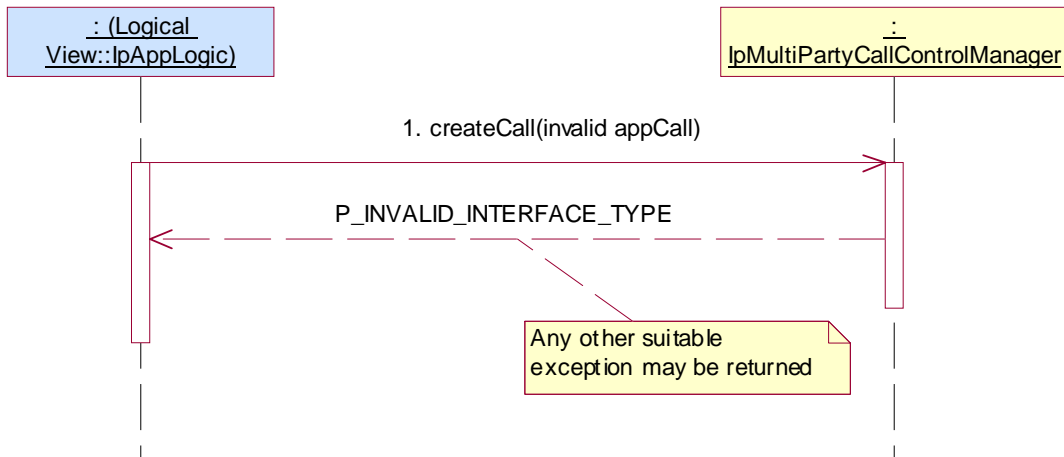 : (Logical
View::IpAppLogic)
:
IpMultiPartyCallControlManager
1. createCall(invalid appCall)
P_INVALID_INTERFACE_TYPE
Any other suitable
exception may be returned